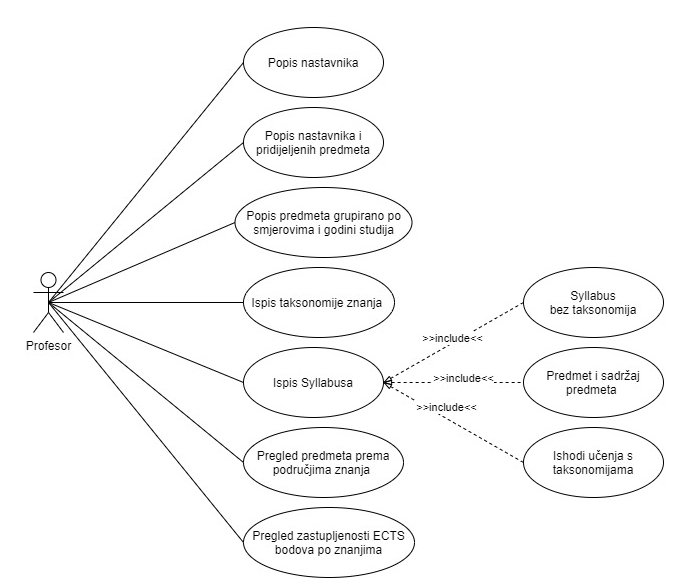 Popis nastavnika
Popis nastavnika i
pridijeljenih predmeta
Popis predmeta grupirano po
smjerovima i godini studija
Profesor
Ispis taksonomije znanja
Ispis Syllabusa
Pregled predmeta prema
područjima znanja
Pregled zastupljenosti ECTS
bodova po znanjima
>>include<<
>>include<<
>>include<<
Syllabus
bez taksonomija
Predmet i sadržaj
predmeta
Ishodi učenja s
taksonomijama